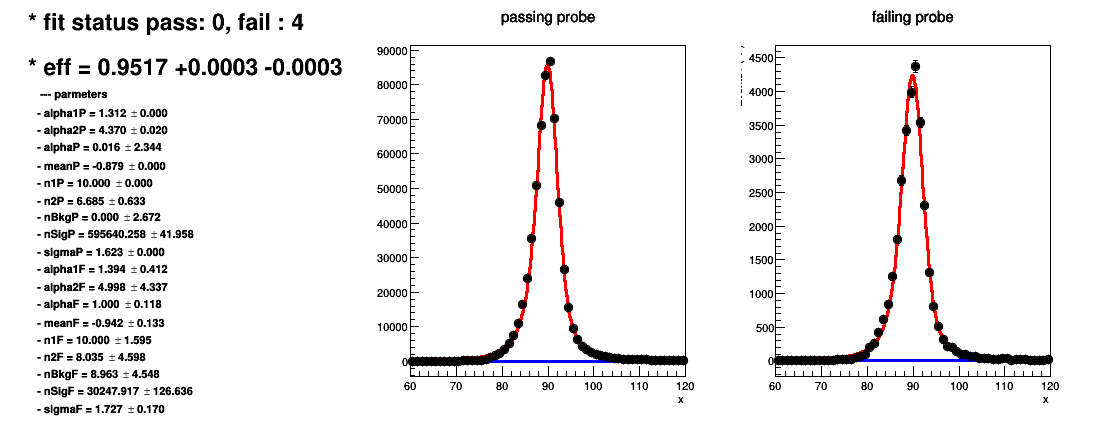 * fit status pass: 0, fail : 4
* eff = 0.9517 +0.0003 -0.0003
--- parmeters
- alpha1P = 1.312 ± 0.000
- alpha2P = 4.370 ± 0.020
- alphaP = 0.016 ± 2.344
- meanP = -0.879 ± 0.000
- n1P = 10.000 ± 0.000
- n2P = 6.685 ± 0.633
- nBkgP = 0.000 ± 2.672
- nSigP = 595640.258 ± 41.958
- sigmaP = 1.623 ± 0.000
- alpha1F = 1.394 ± 0.412
- alpha2F = 4.998 ± 4.337
- alphaF = 1.000 ± 0.118
- meanF = -0.942 ± 0.133
- n1F = 10.000 ± 1.595
- n2F = 8.035 ± 4.598
- nBkgF = 8.963 ± 4.548
- nSigF = 30247.917 ± 126.636
- sigmaF = 1.727 ± 0.170
passing probe
90000
80000
70000
60000
50000
40000
30000
20000
10000
0
60 70 80 90 100 110 120
x
failing probe
4500
4000
3500
3000
2500
2000
1500
1000
500
0
60 70 80 90 100 110 120
x